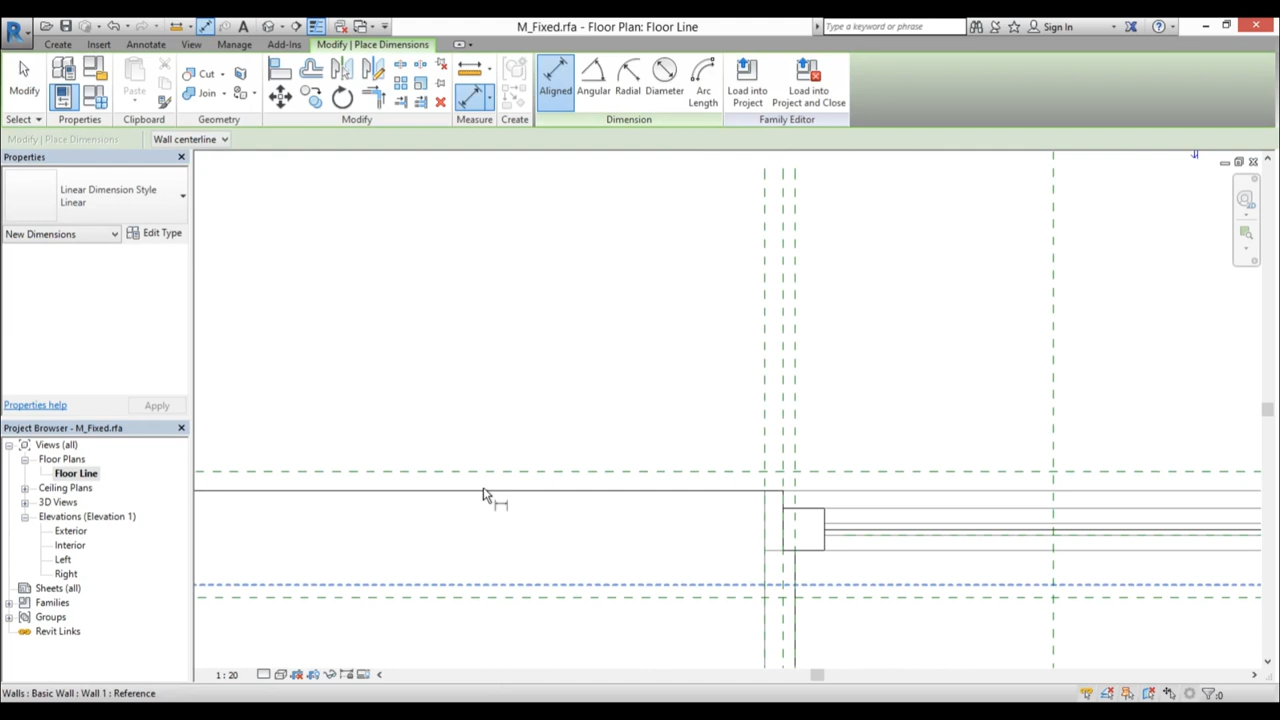 M_Fixed.rfa - Floor Plan: Floor Line
Type a keyword or phrase
Sign In
Create Insert Annotate View Manage Add-Ins Modify | Place Dimensions
Modify
Paste
Cut
Join
Aligned
Angular
Radial
Diameter
Arc
Length
Load into
Project
Load into
Project and Close
Select
Properties
Clipboard
Geometry
Modify
Measure
Create
Dimension
Family Editor
Modify | Place Dimensions
Wall centerline
Properties
Linear Dimension Style
Linear
New Dimensions
Edit Type
Properties help
Apply
Project Browser - M_Fixed.rfa
Views (all)
Floor Plans
Floor Line
Ceiling Plans
3D Views
Elevations (Elevation 1)
Exterior
Interior
Left
Right
Sheets (all)
Families
Groups
Revit Links
1 : 20
Walls : Basic Wall : Wall 1 : Reference
:0